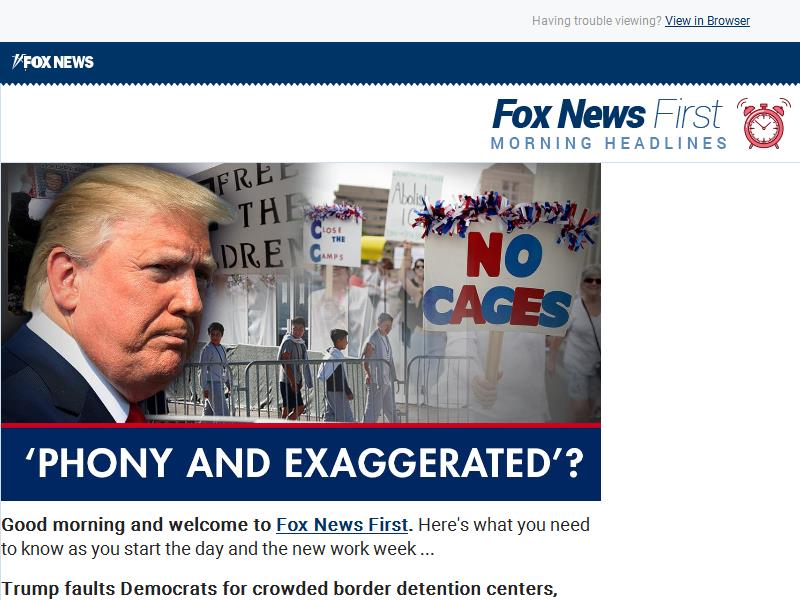 Having trouble viewing? View in Browser
FOX NEWS
Fox News First
MORNING HEADLINES
FREE
THE
DREN
CLOSE
THE
CAMPS
Abolish
NO
CAGES
‘PHONY AND EXAGGERATED’?
Good morning and welcome to Fox News First. Here's what you need
to know as you start the day and the new work week ...
Trump faults Democrats for crowded border detention centers,